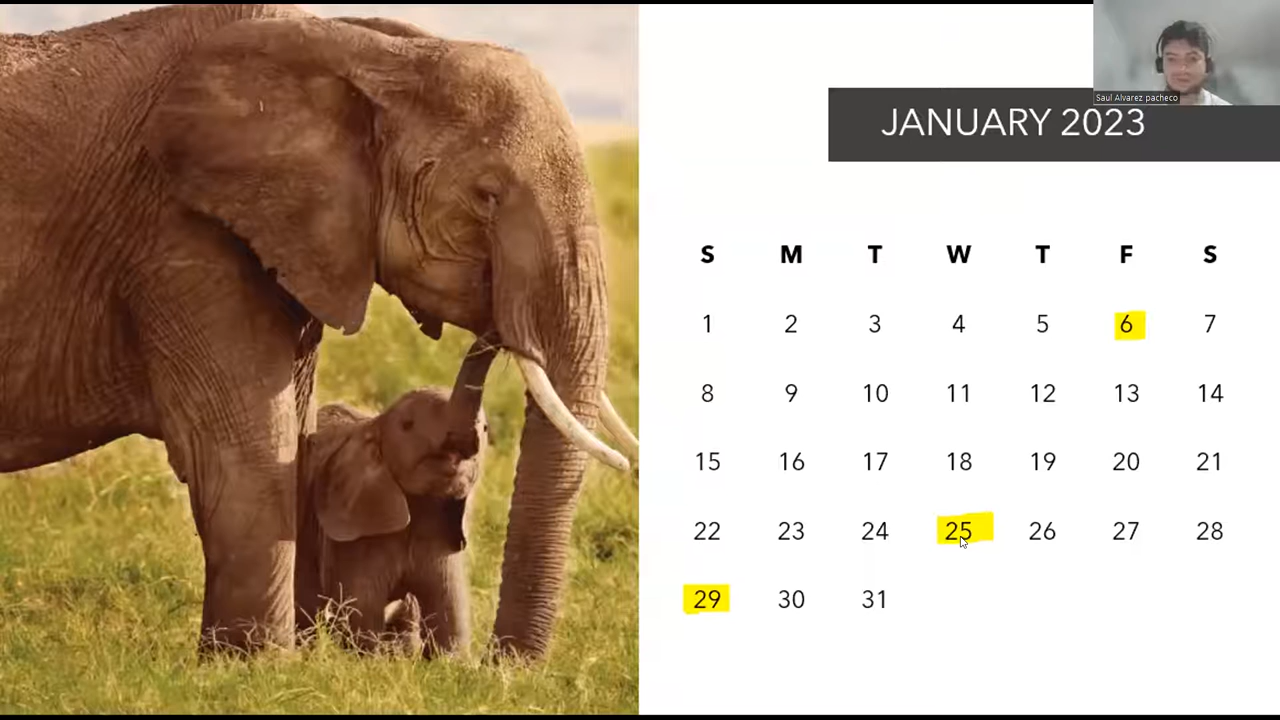 Saul Alvarez pacheco
JANUARY 2023
S M T W T F S
1 2 3 4 5 6 7
8 9 10 11 12 13 14
15 16 17 18 19 20 21
22 23 24 25 26 27 28
29 30 31